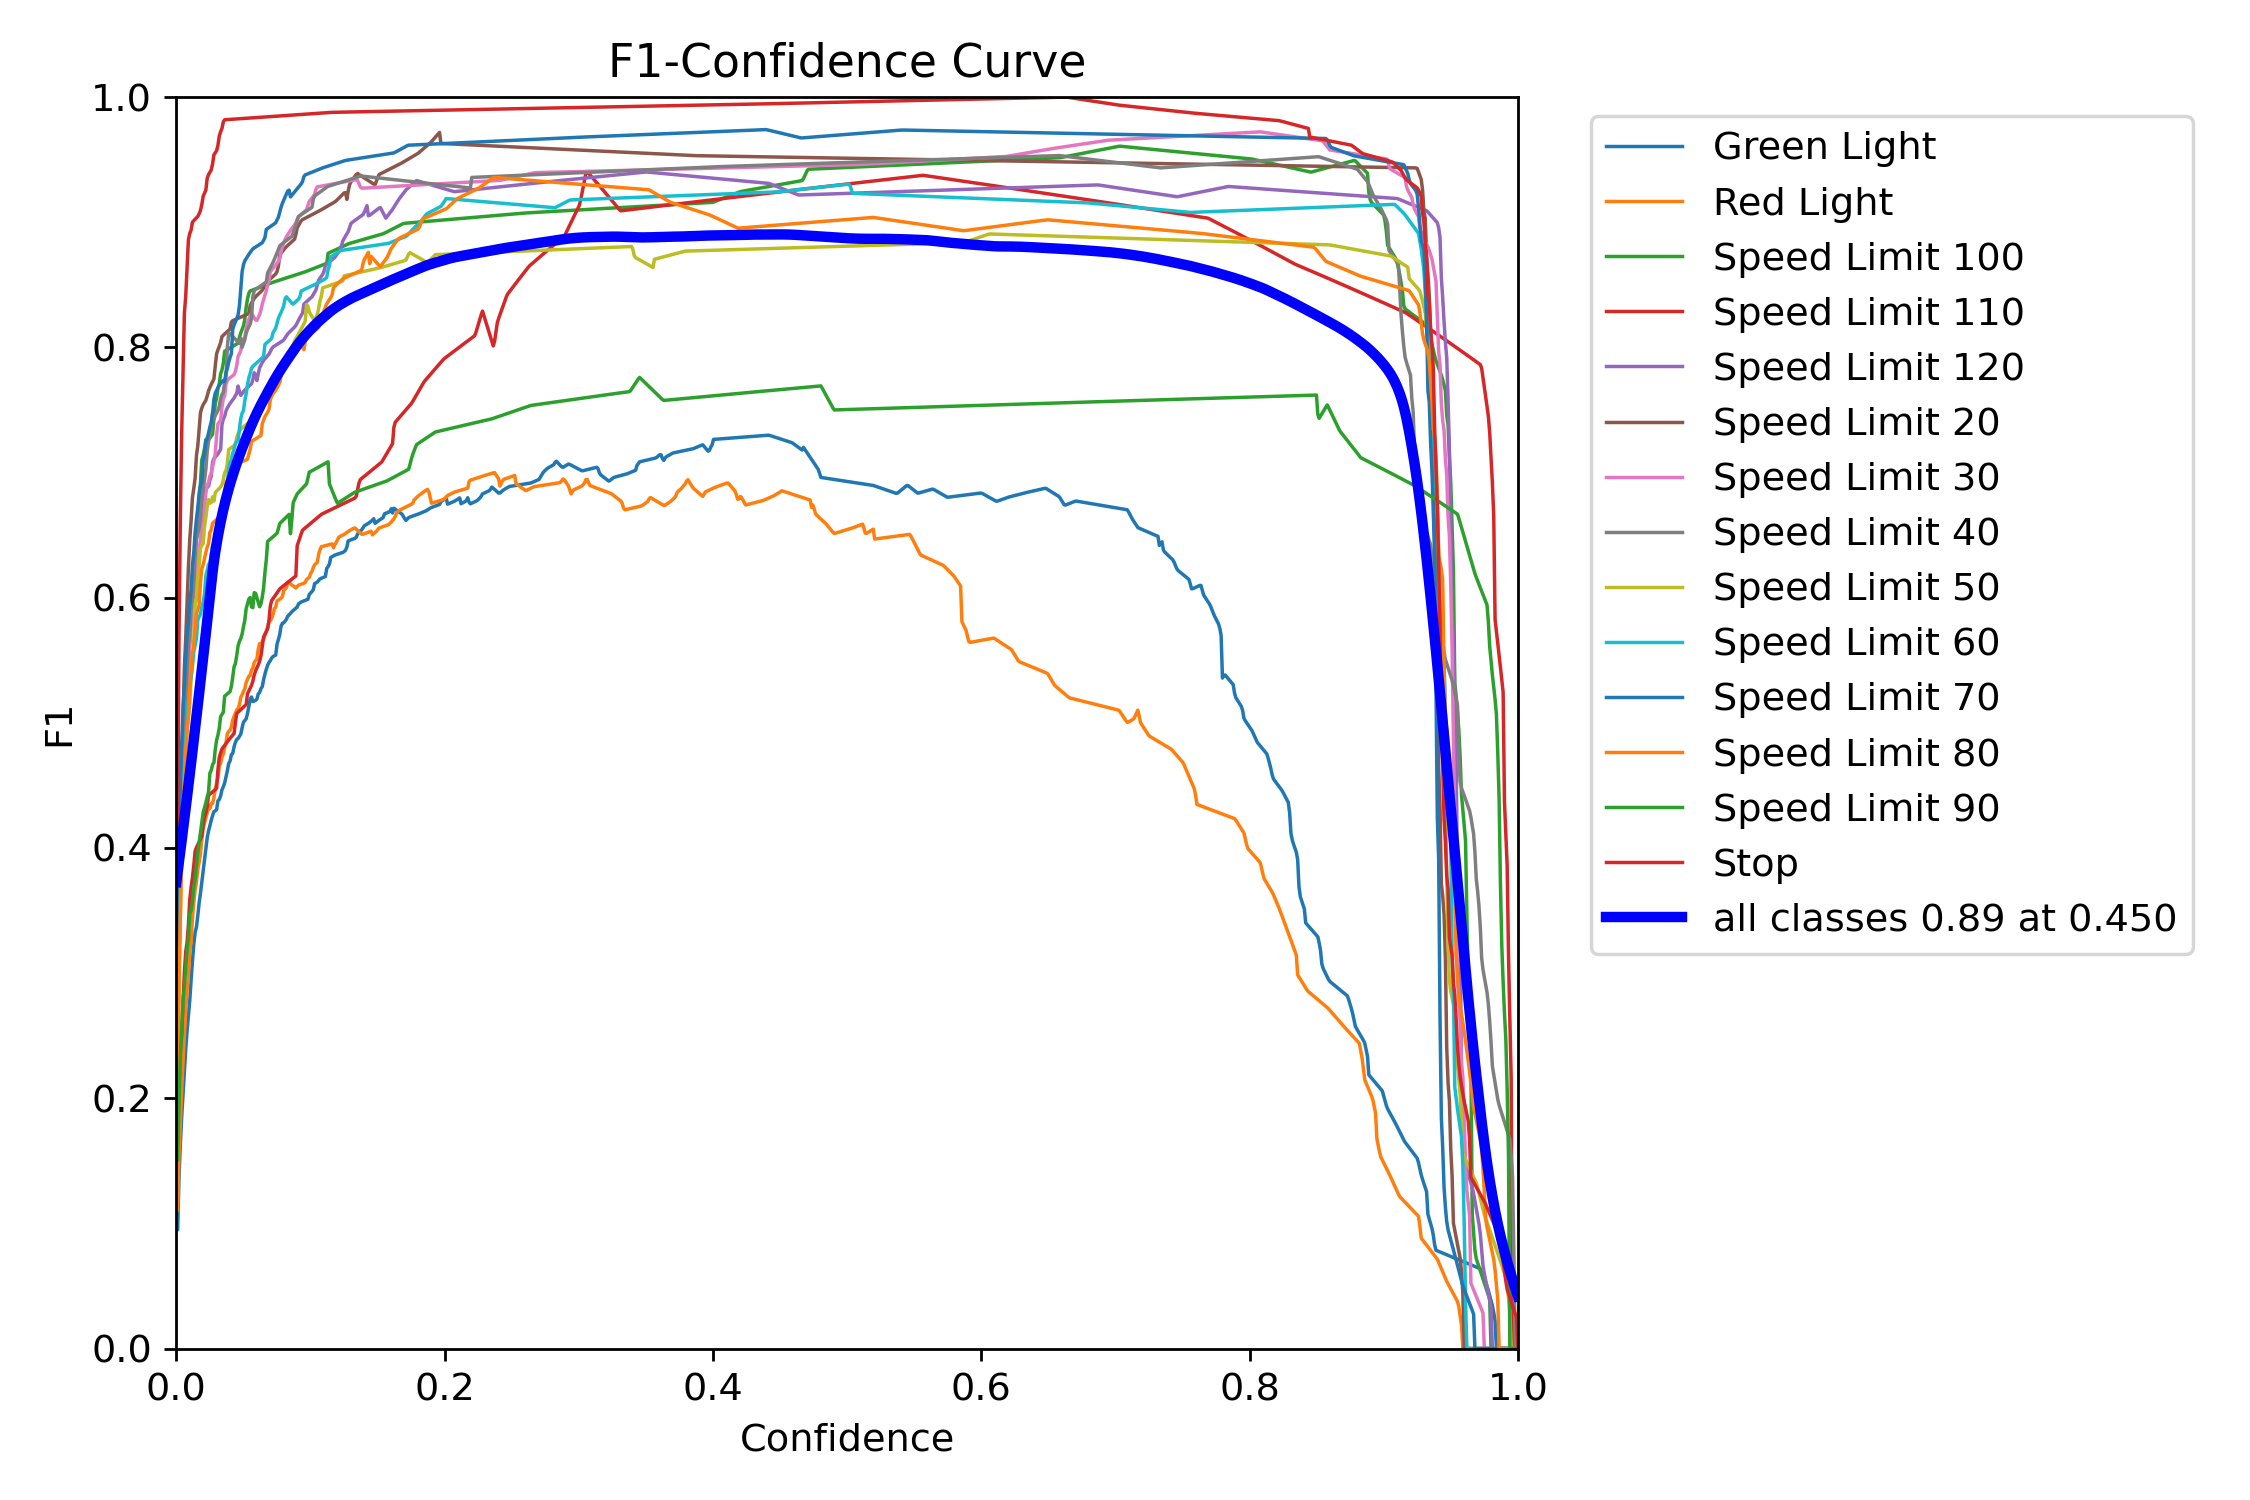 F1-Confidence Curve
1.0
0.8
0.6
0.4
0.2
0.0
F1
0.0 0.2 0.4 0.6 0.8 1.0
Confidence
Green Light
Red Light
Speed Limit 100
Speed Limit 110
Speed Limit 120
Speed Limit 20
Speed Limit 30
Speed Limit 40
Speed Limit 50
Speed Limit 60
Speed Limit 70
Speed Limit 80
Speed Limit 90
Stop
all classes 0.89 at 0.450